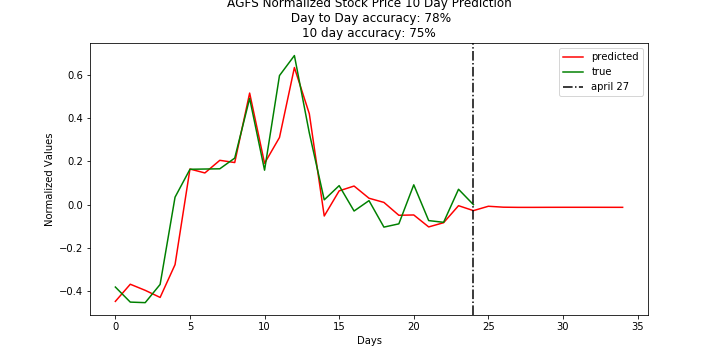 AGFS Normalized Stock Price 10 Day Prediction
Day to Day accuracy: 78%
10 day accuracy: 75%
predicted
true
april 27
Normalized Values
0.6
0.4
0.2
0.0
−0.2
−0.4
0 5 10 15 20 25 30 35
Days